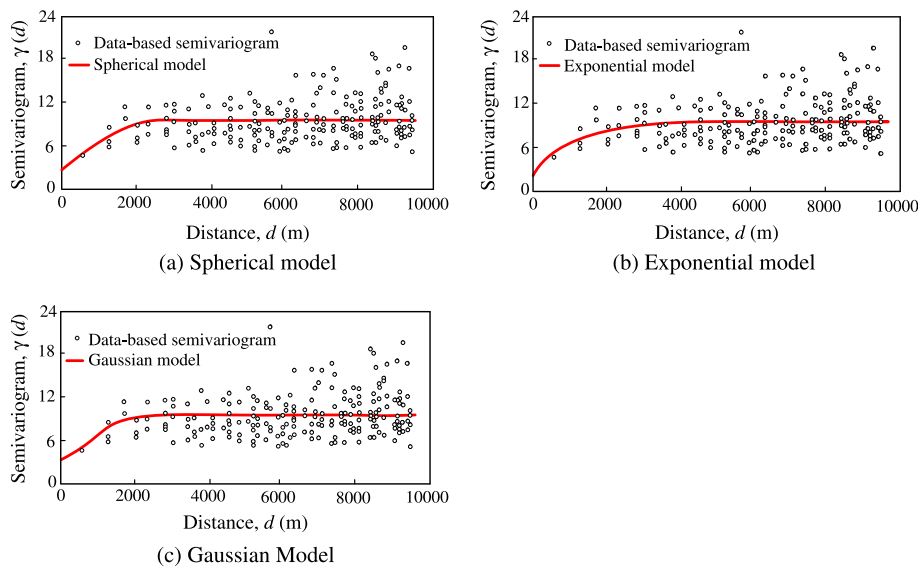 24
18
12
6
0
Semivariogram, γ (d)
Data-based semivariogram
Spherical model
0 2000 4000 6000 8000 10000
Distance, d (m)
(a) Spherical model
24
18
12
6
0
Semivariogram, γ (d)
Data-based semivariogram
Exponential model
0 2000 4000 6000 8000 10000
Distance, d (m)
(b) Exponential model
24
18
12
6
0
Semivariogram, γ (d)
Data-based semivariogram
Gaussian model
0 2000 4000 6000 8000 10000
Distance, d (m)
(c) Gaussian Model